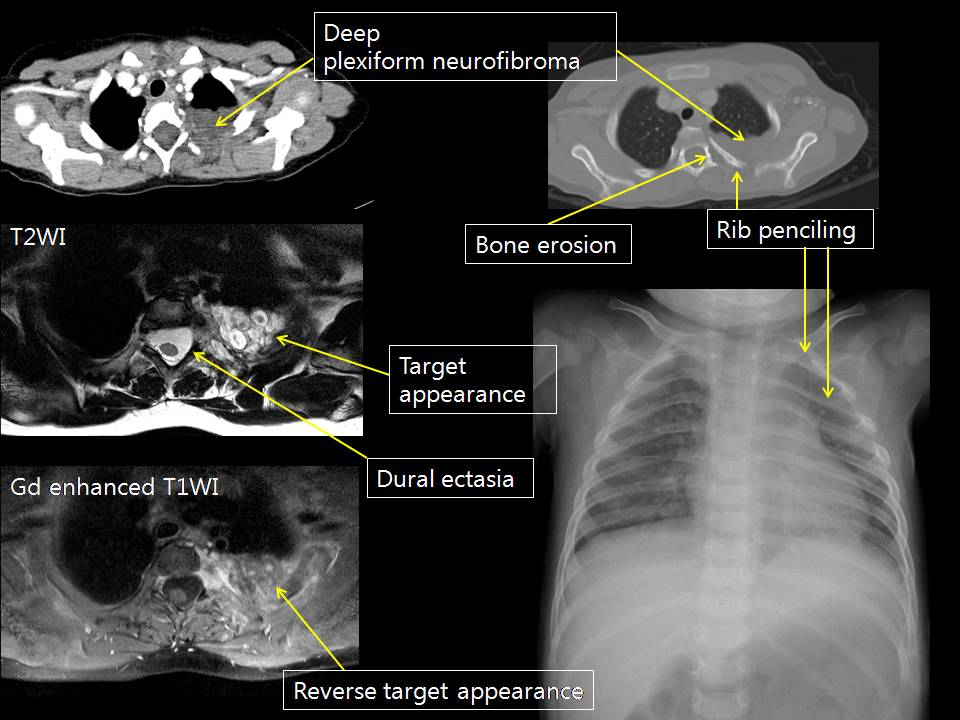 Deep
plexiform neurofibroma
T2WI
Bone erosion
Rib penciling
Target
appearance
Dural ectasia
Gd enhanced T1WI
Reverse target appearance